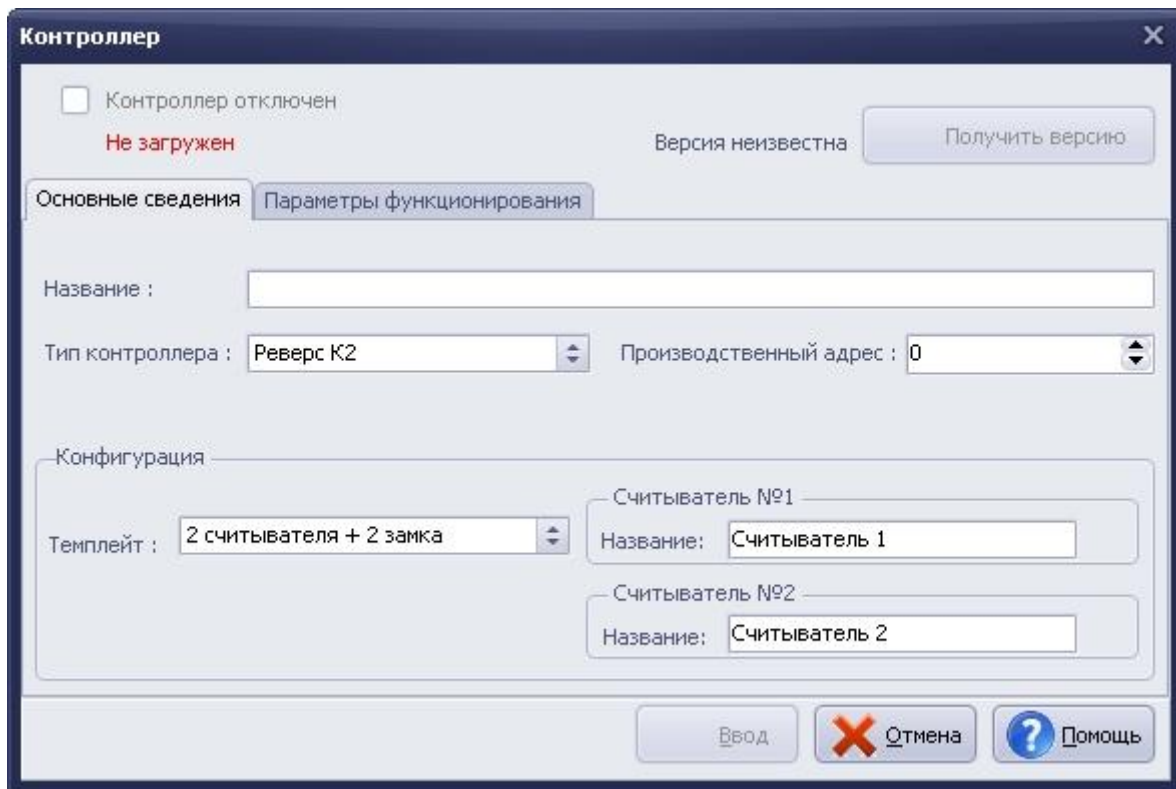 Контроллер
Контроллер отключен
Не загружен
Версия неизвестна
Получить версию
Основные сведения
Параметры функционирования
Название :
Тип контроллера : Реверс К2
Производственный адрес : 0
Конфигурация
Темплейт : 2 считывателя + 2 замка
Считыватель №1
Название: Считыватель 1
Считыватель №2
Название: Считыватель 2
Ввод
Отмена
? Помощь